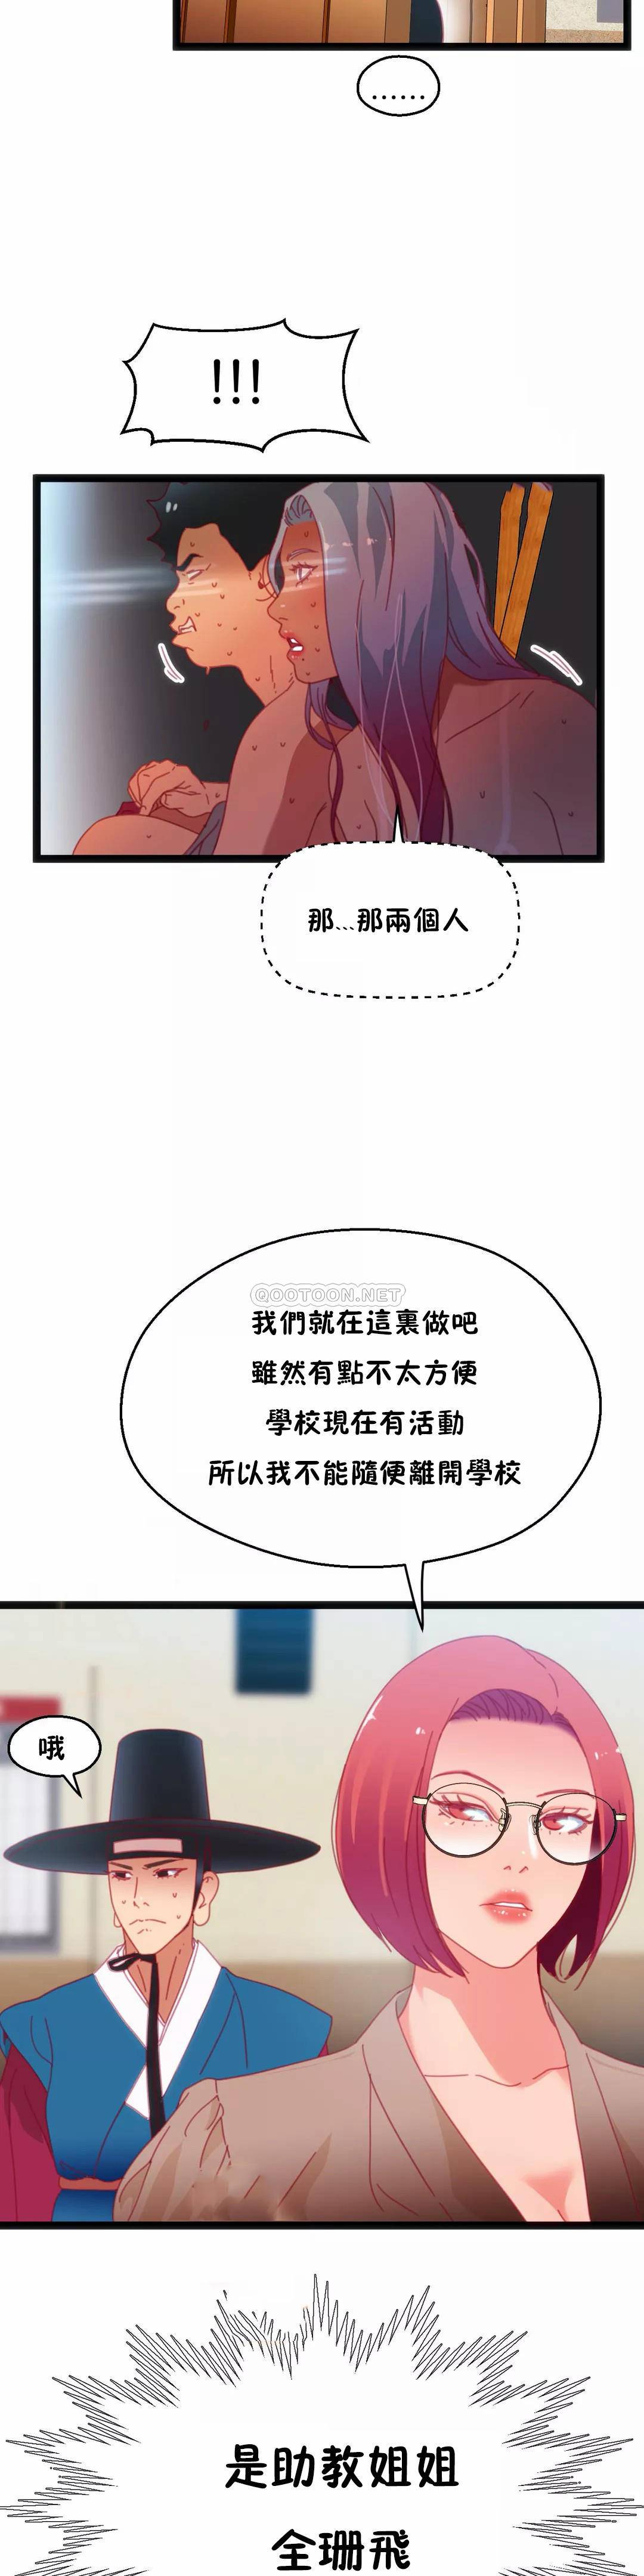 ......
!!!
那...那兩個人
QOOTOON.NET
我們就在這裏做吧
雖然有點不太方便
學校現在有活動
所以我不能隨便離開學校
哦
是助教姐姐
全珊飛